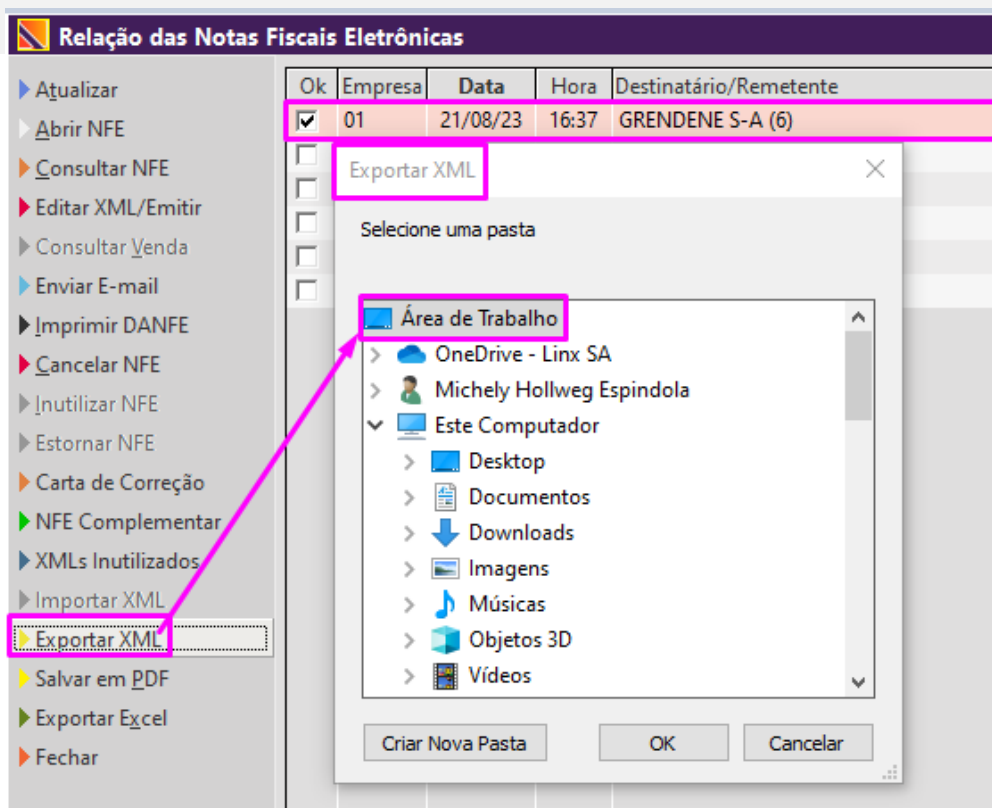 Relação das Notas Fiscais Eletrônicas
Atualizar
Abrir NFE
Consultar NFE
Editar XML/Emitir
Consultar Venda
Enviar E-mail
Imprimir DANFE
Cancelar NFE
Inutilizar NFE
Estornar NFE
Carta de Correção
NFE Complementar
XMLs Inutilizados
Importar XML
Exportar XML
Salvar em PDF
Exportar Excel
Fechar
Ok Empresa Data Hora Destinatário/Remetente
01 21/08/23 16:37 GRENDENE S-A (6)
Exportar XML
Selecione uma pasta
Área de Trabalho
OneDrive - Linx SA
Michely Hollweg Espindola
Este Computador
Desktop
Documentos
Downloads
Imagens
Músicas
Objetos 3D
Vídeos
Criar Nova Pasta OK Cancelar